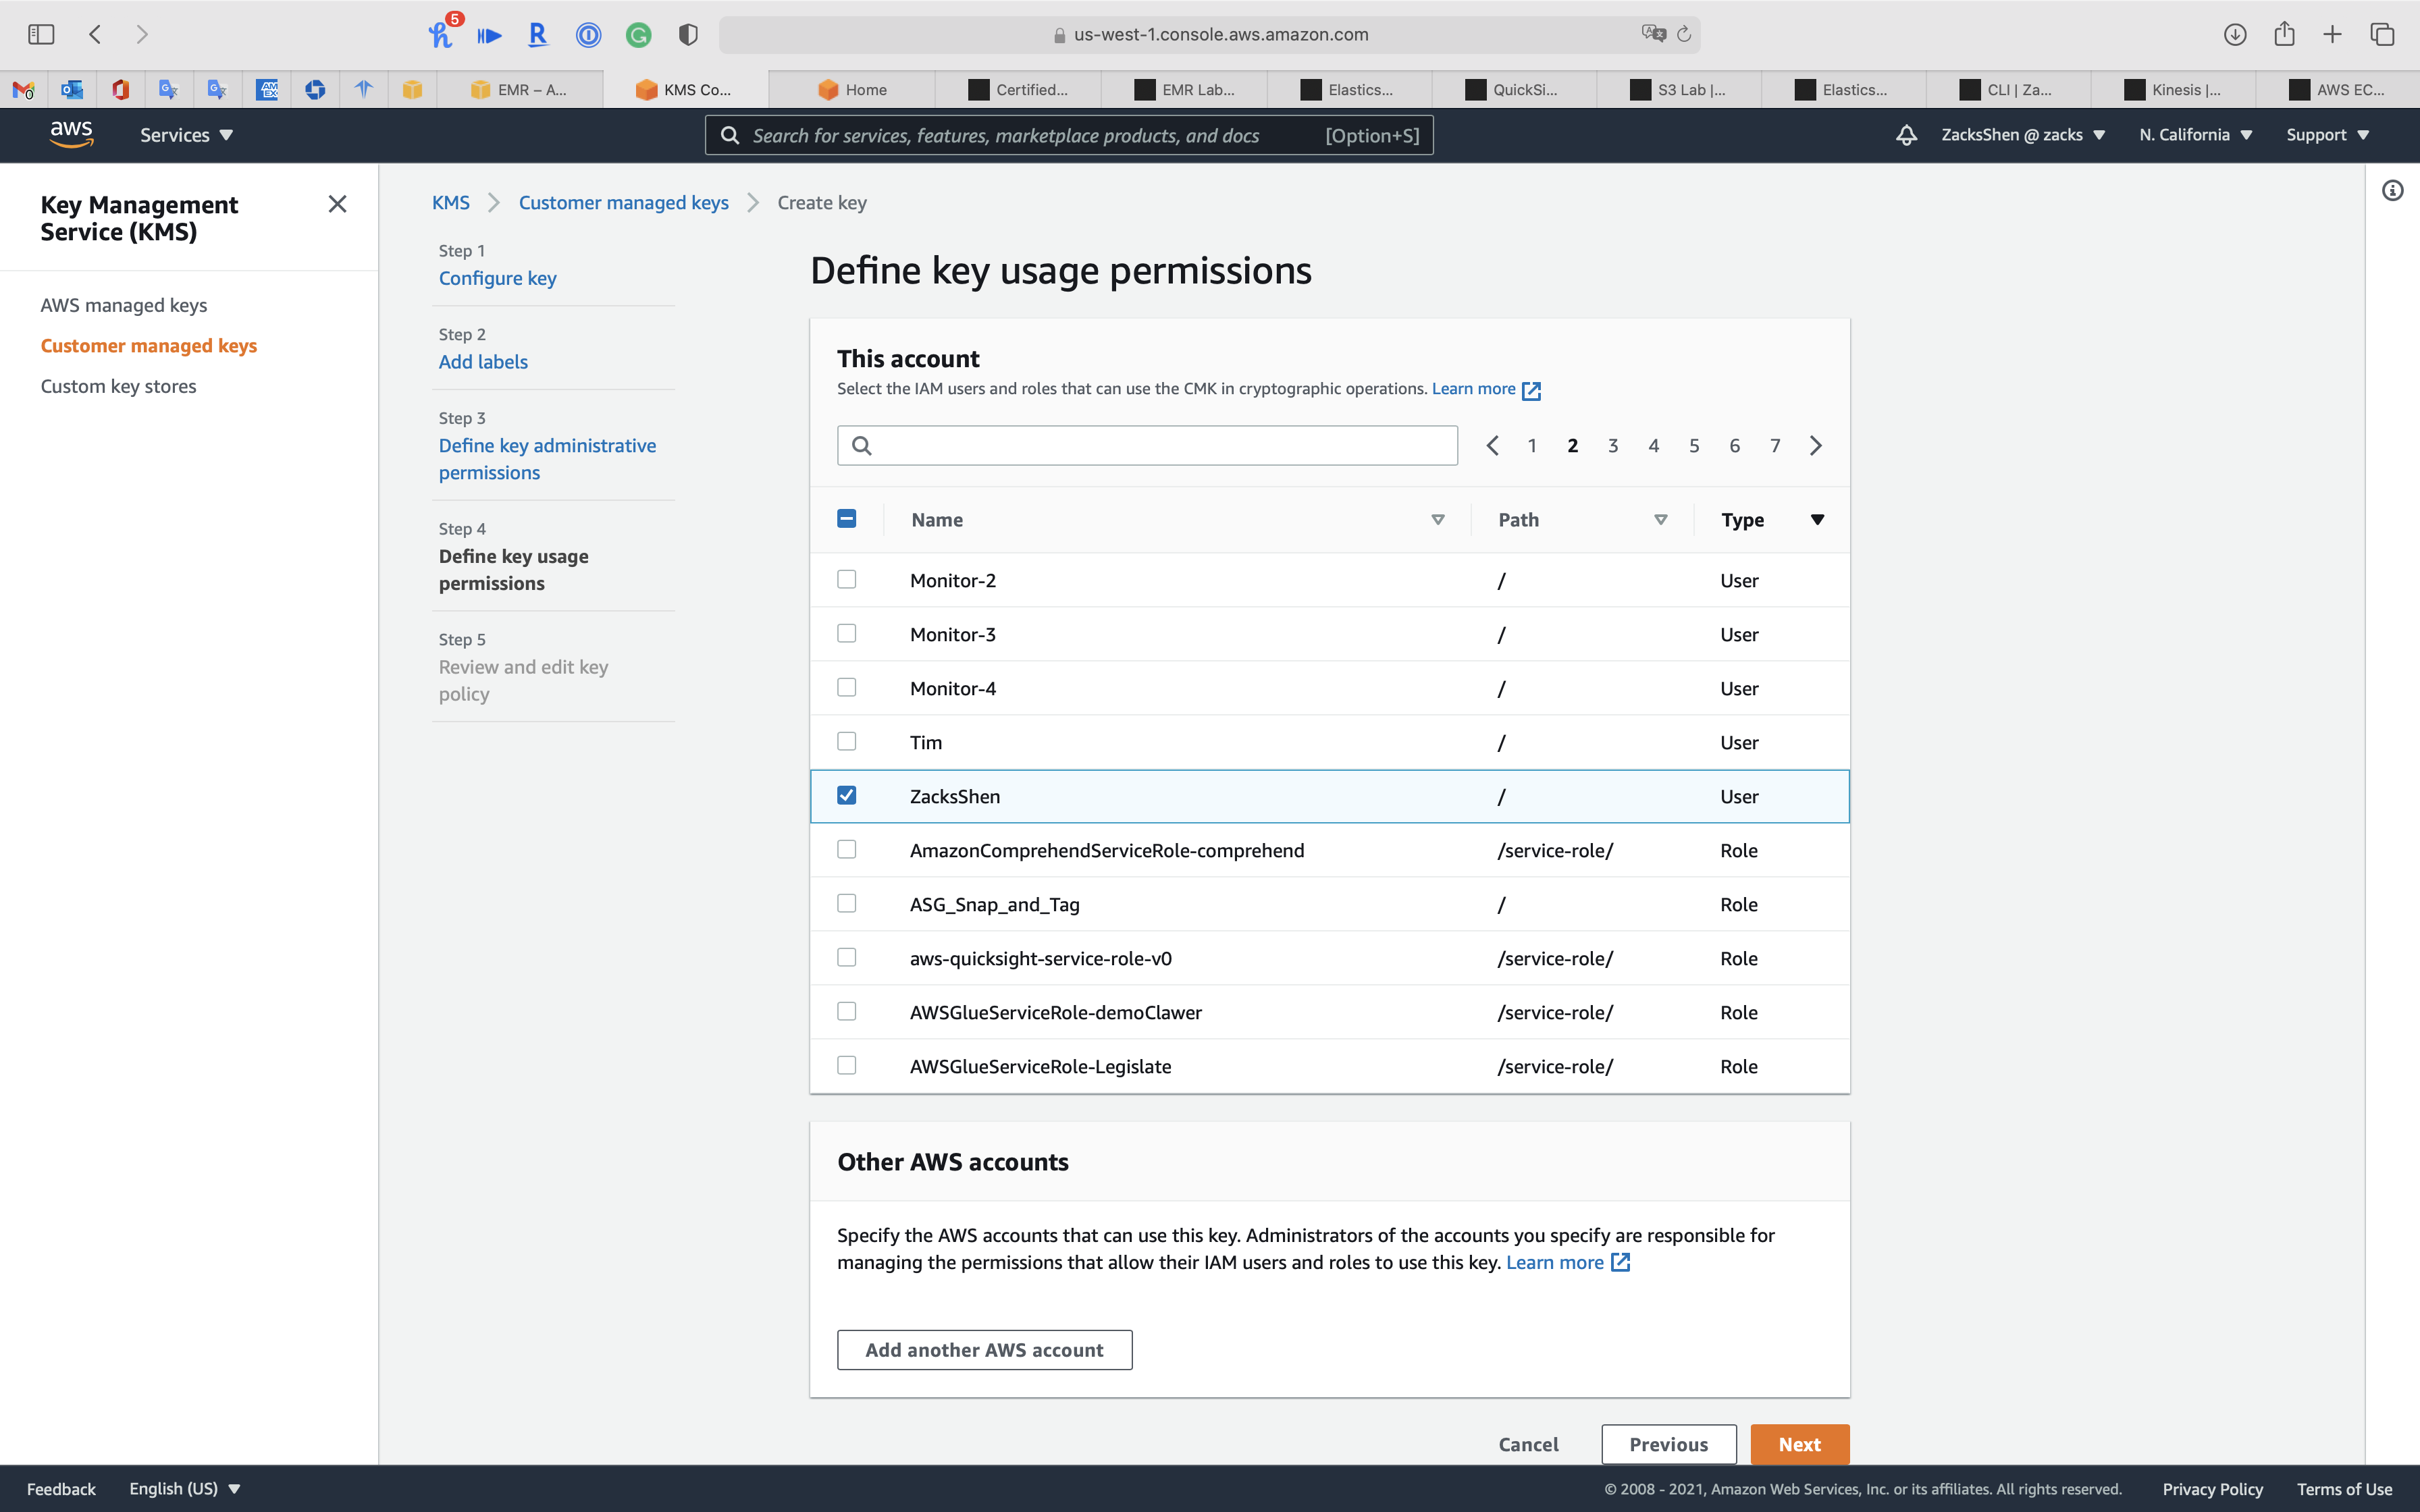 5
us-west-1.console.aws.amazon.com
EMR – A...
KMS Co...
Home
Certified...
EMR Lab...
Elastics...
QuickSi...
S3 Lab |...
Elastics...
CLI | Za...
Kinesis |...
AWS EC...
aws
Services
Search for services, features, marketplace products, and docs
[Option+S]
ZacksShen @ zacks
N. California
Support
Key Management
Service (KMS)
AWS managed keys
Customer managed keys
Custom key stores
KMS
Customer managed keys
Create key
Step 1
Configure key
Step 2
Add labels
Step 3
Define key administrative
permissions
Step 4
Define key usage
permissions
Step 5
Review and edit key
policy
Define key usage permissions
This account
Select the IAM users and roles that can use the CMK in cryptographic operations. Learn more
1 2 3 4 5 6 7
Name Path Type
Monitor-2 / User
Monitor-3 / User
Monitor-4 / User
Tim / User
ZacksShen / User
AmazonComprehendServiceRole-comprehend /service-role/ Role
ASG_Snap_and_Tag / Role
aws-quicksight-service-role-v0 /service-role/ Role
AWSGlueServiceRole-demoClawer /service-role/ Role
AWSGlueServiceRole-Legislate /service-role/ Role
Other AWS accounts
Specify the AWS accounts that can use this key. Administrators of the accounts you specify are responsible for
managing the permissions that allow their IAM users and roles to use this key. Learn more
Add another AWS account
Cancel
Previous
Next
Feedback
English (US)
© 2008 - 2021, Amazon Web Services, Inc. or its affiliates. All rights reserved.
Privacy Policy
Terms of Use